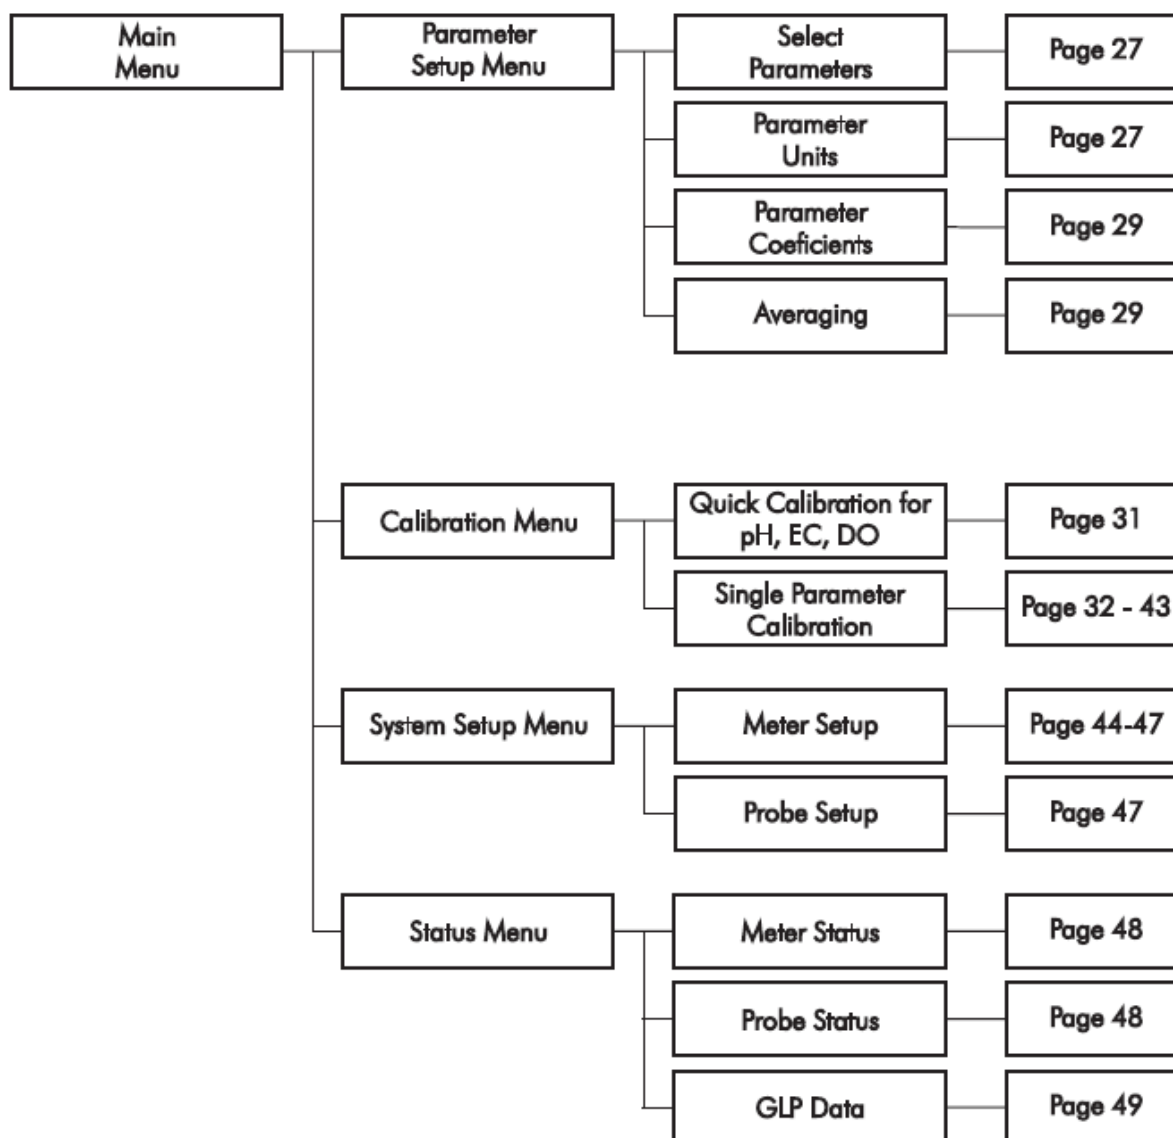 Main
Menu
Parameter
Setup Menu
Select
Parameters
Page 27
Parameter
Units
Page 27
Parameter
Coeficients
Page 29
Averaging
Page 29
Calibration Menu
Quick Calibration for
pH, EC, DO
Page 31
Single Parameter
Calibration
Page 32 - 43
System Setup Menu
Meter Setup
Page 44-47
Probe Setup
Page 47
Status Menu
Meter Status
Page 48
Probe Status
Page 48
GLP Data
Page 49